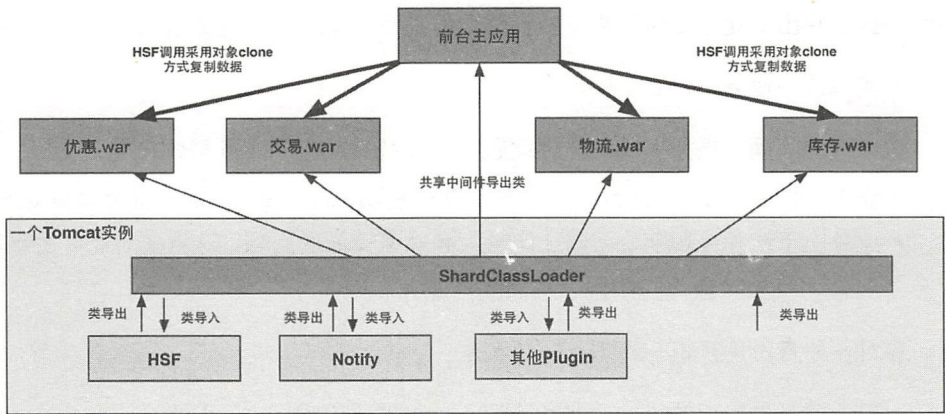 前台主应用
HSF调用采用对象clone
方式复制数据
HSF调用采用对象clone
方式复制数据
优惠.war
交易.war
物流.war
库存.war
共享中间件导出类
一个Tomcat实例
ShardClassLoader
类导出
类导入
类导出
类导入
类导入
类导出
类导出
HSF
Notify
其他Plugin